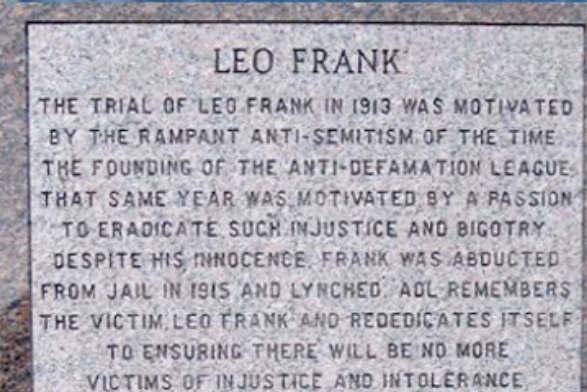 LEO FRANK
THE TRIAL OF LEO FRANK IN 1913 WAS MOTIVATED
BY THE RAMPANT ANTI-SEMITISM OF THE TIME
THE FOUNDING OF THE ANTI-DEFAMATION LEAGUE
THAT SAME YEAR WAS MOTIVATED BY A PASSION
TO ERADICATE SUCH INJUSTICE AND BIGOTRY
DESPITE HIS INNOCENCE, FRANK WAS ABDUCTED
FROM JAIL IN 1915 AND LYNCHED. ADL REMEMBERS
THE VICTIM, LEO FRANK AND REDEDICATES ITSELF
TO ENSURING THERE WILL BE NO MORE
VICTIMS OF INJUSTICE AND INTOLERANCE